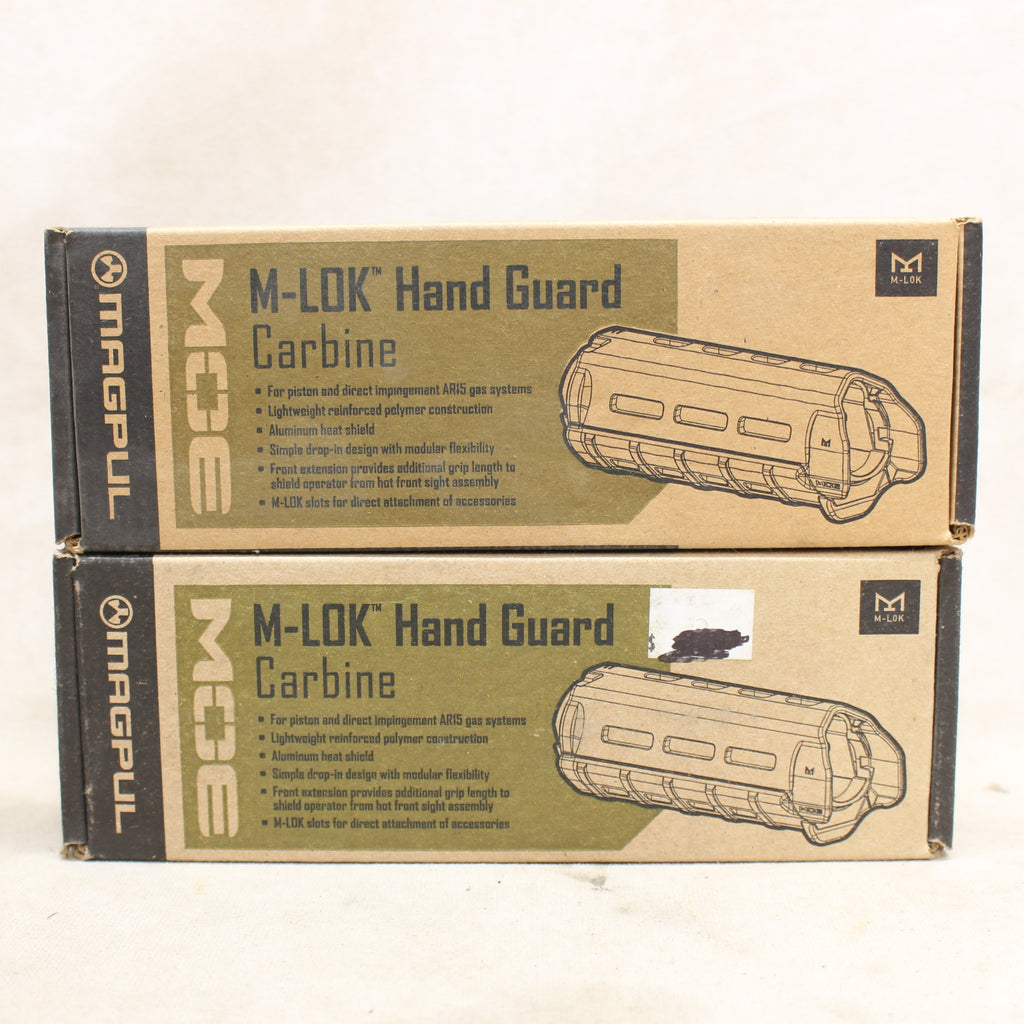 MAGPUL
MOE
M-LOK™ Hand Guard
Carbine
▪ For piston and direct impingement AR15 gas systems
▪ Lightweight reinforced polymer construction
▪ Aluminum heat shield
▪ Simple drop-in design with modular flexibility
▪ Front extension provides additional grip length to
shield operator from hot front sight assembly
▪ M-LOK slots for direct attachment of accessories
M-LOK
MOE
MAGPUL
MOE
M-LOK™ Hand Guard
Carbine
▪ For piston and direct impingement AR15 gas systems
▪ Lightweight reinforced polymer construction
▪ Aluminum heat shield
▪ Simple drop-in design with modular flexibility
▪ Front extension provides additional grip length to
shield operator from hot front sight assembly
▪ M-LOK slots for direct attachment of accessories
M-LOK
MOE